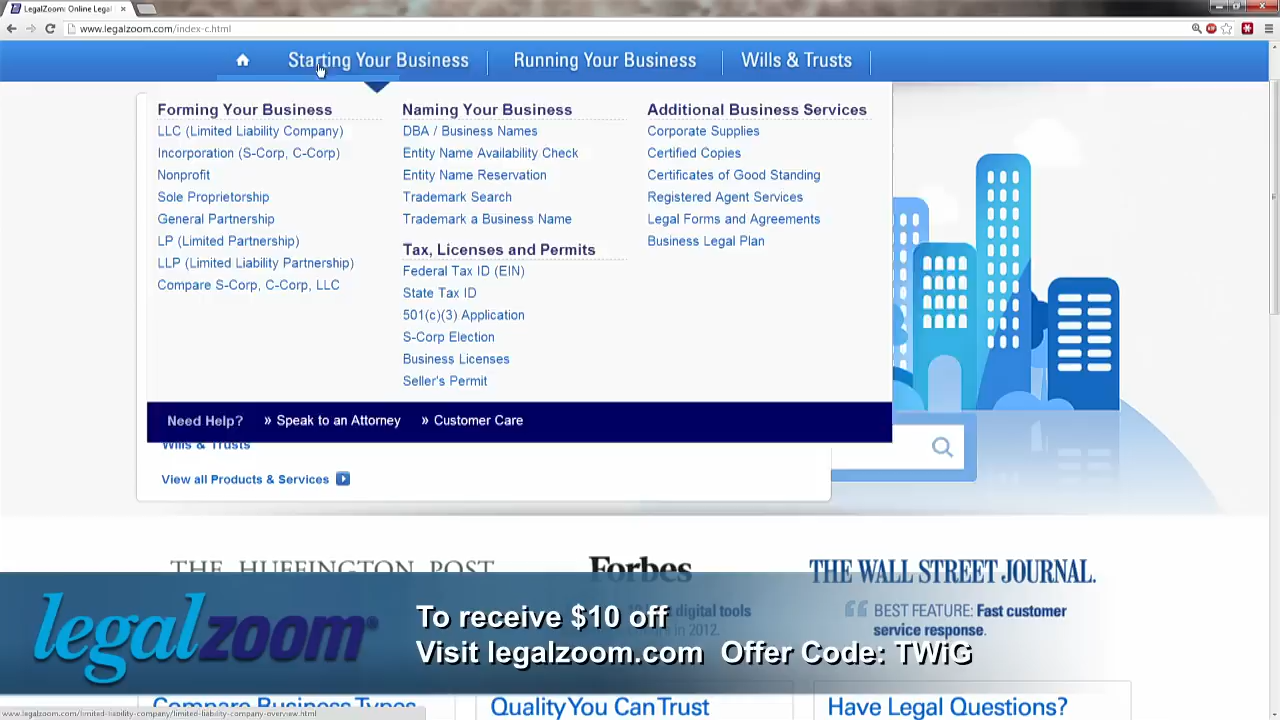 LegalZoom: Online Legal
www.legalzoom.com/index-c.html
Starting Your Business
Running Your Business
Wills & Trusts
Forming Your Business
LLC (Limited Liability Company)
Incorporation (S-Corp, C-Corp)
Nonprofit
Sole Proprietorship
General Partnership
LP (Limited Partnership)
LLP (Limited Liability Partnership)
Compare S-Corp, C-Corp, LLC
Naming Your Business
DBA / Business Names
Entity Name Availability Check
Entity Name Reservation
Trademark Search
Trademark a Business Name
Tax, Licenses and Permits
Federal Tax ID (EIN)
State Tax ID
501(c)(3) Application
S-Corp Election
Business Licenses
Seller's Permit
Additional Business Services
Corporate Supplies
Certified Copies
Certificates of Good Standing
Registered Agent Services
Legal Forms and Agreements
Business Legal Plan
Need Help? » Speak to an Attorney » Customer Care
Wills & Trusts
View all Products & Services
THE HUFFINGTON POST
Forbes
digital tools
in 2012.
THE WALL STREET JOURNAL.
BEST FEATURE: Fast customer
service response.
legalzoom
To receive $10 off
Visit legalzoom.com Offer Code: TWiG
Compare Business Types
Quality You Can Trust
Have Legal Questions?
www.legalzoom.com/limited-liability-company/limited-liability-company-overview.html